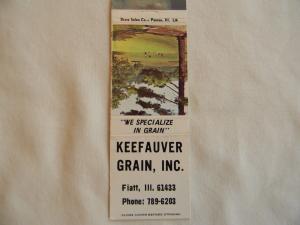 "WE SPECIALIZE
IN GRAIN"
KEEFAUVER
GRAIN, INC.
Fiatt, Ill. 61433
Phone: 789-6203